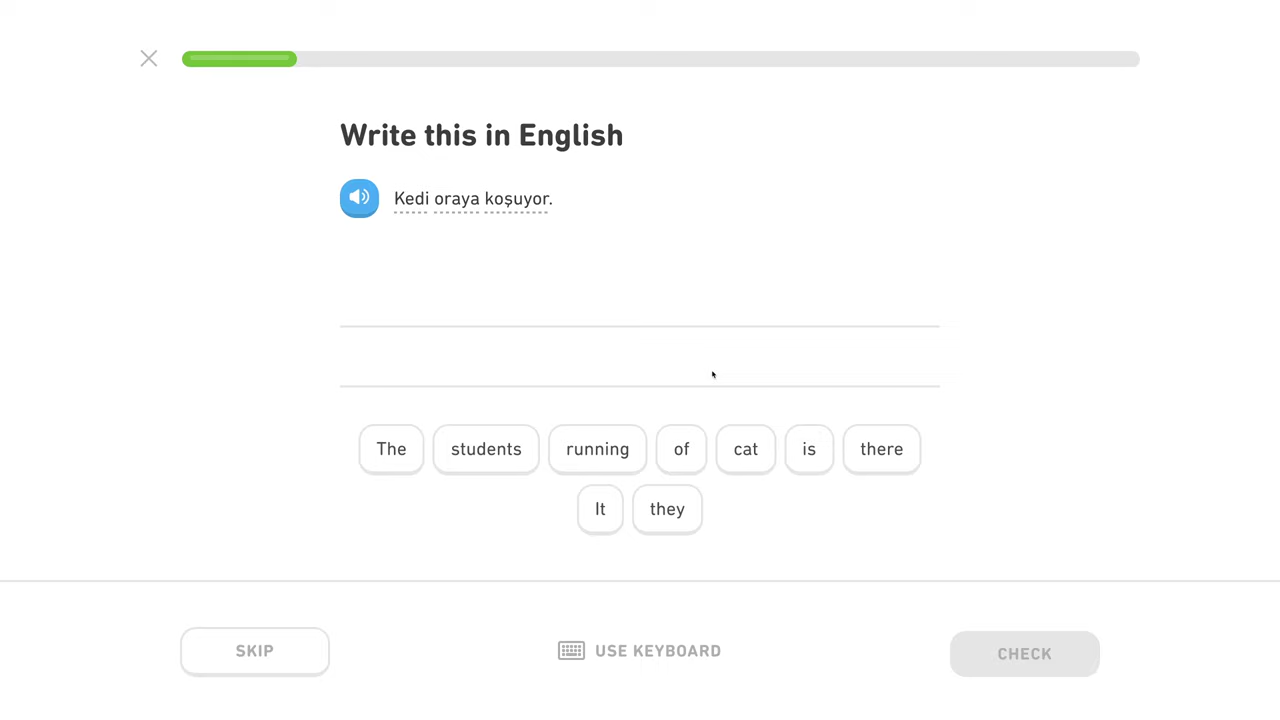 Write this in English
Kedi oraya koşuyor.
The students running of cat is there
It they
SKIP USE KEYBOARD CHECK